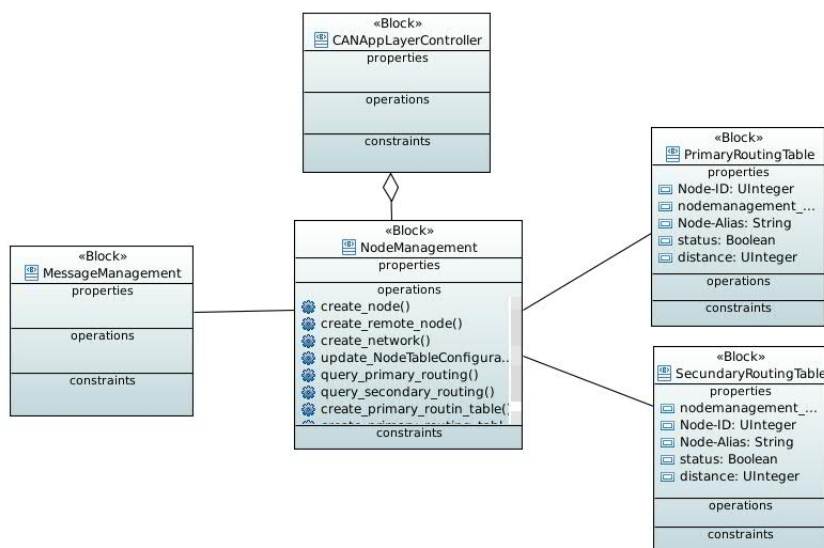 «Block»
CANAppLayerController
properties
operations
constraints
«Block»
PrimaryRoutingTable
properties
Node-ID: UInteger
nodemanagement_...
Node-Alias: String
status: Boolean
distance: UInteger
operations
constraints
«Block»
NodeManagement
properties
operations
create_node()
create_remote_node()
create_network()
update_NodeTableConfigura...
query_primary_routing()
query_secondary_routing()
create_primary_routin_table()
constraints
«Block»
MessageManagement
properties
operations
constraints
«Block»
SecundaryRoutingTable
properties
nodemanagement_...
Node-ID: UInteger
Node-Alias: String
status: Boolean
distance: UInteger
operations
constraints